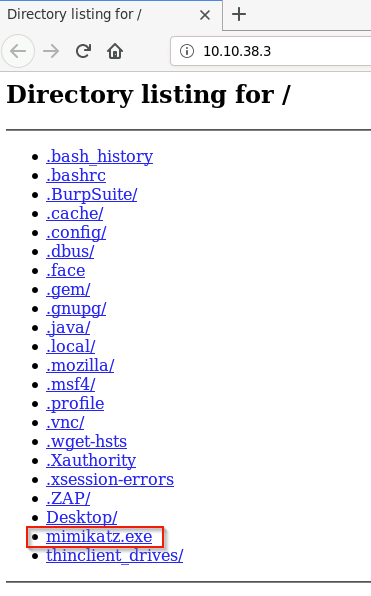 Directory listing for /
10.10.38.3
Directory listing for /
.bash_history
.bashrc
.BurpSuite/
.cache/
.config/
.dbus/
.face
.gem/
.gnupg/
.java/
.local/
.mozilla/
.msf4/
.profile
.vnc/
.wget-hsts
.Xauthority
.xsession-errors
.ZAP/
Desktop/
mimikatz.exe
thinclient_drives/